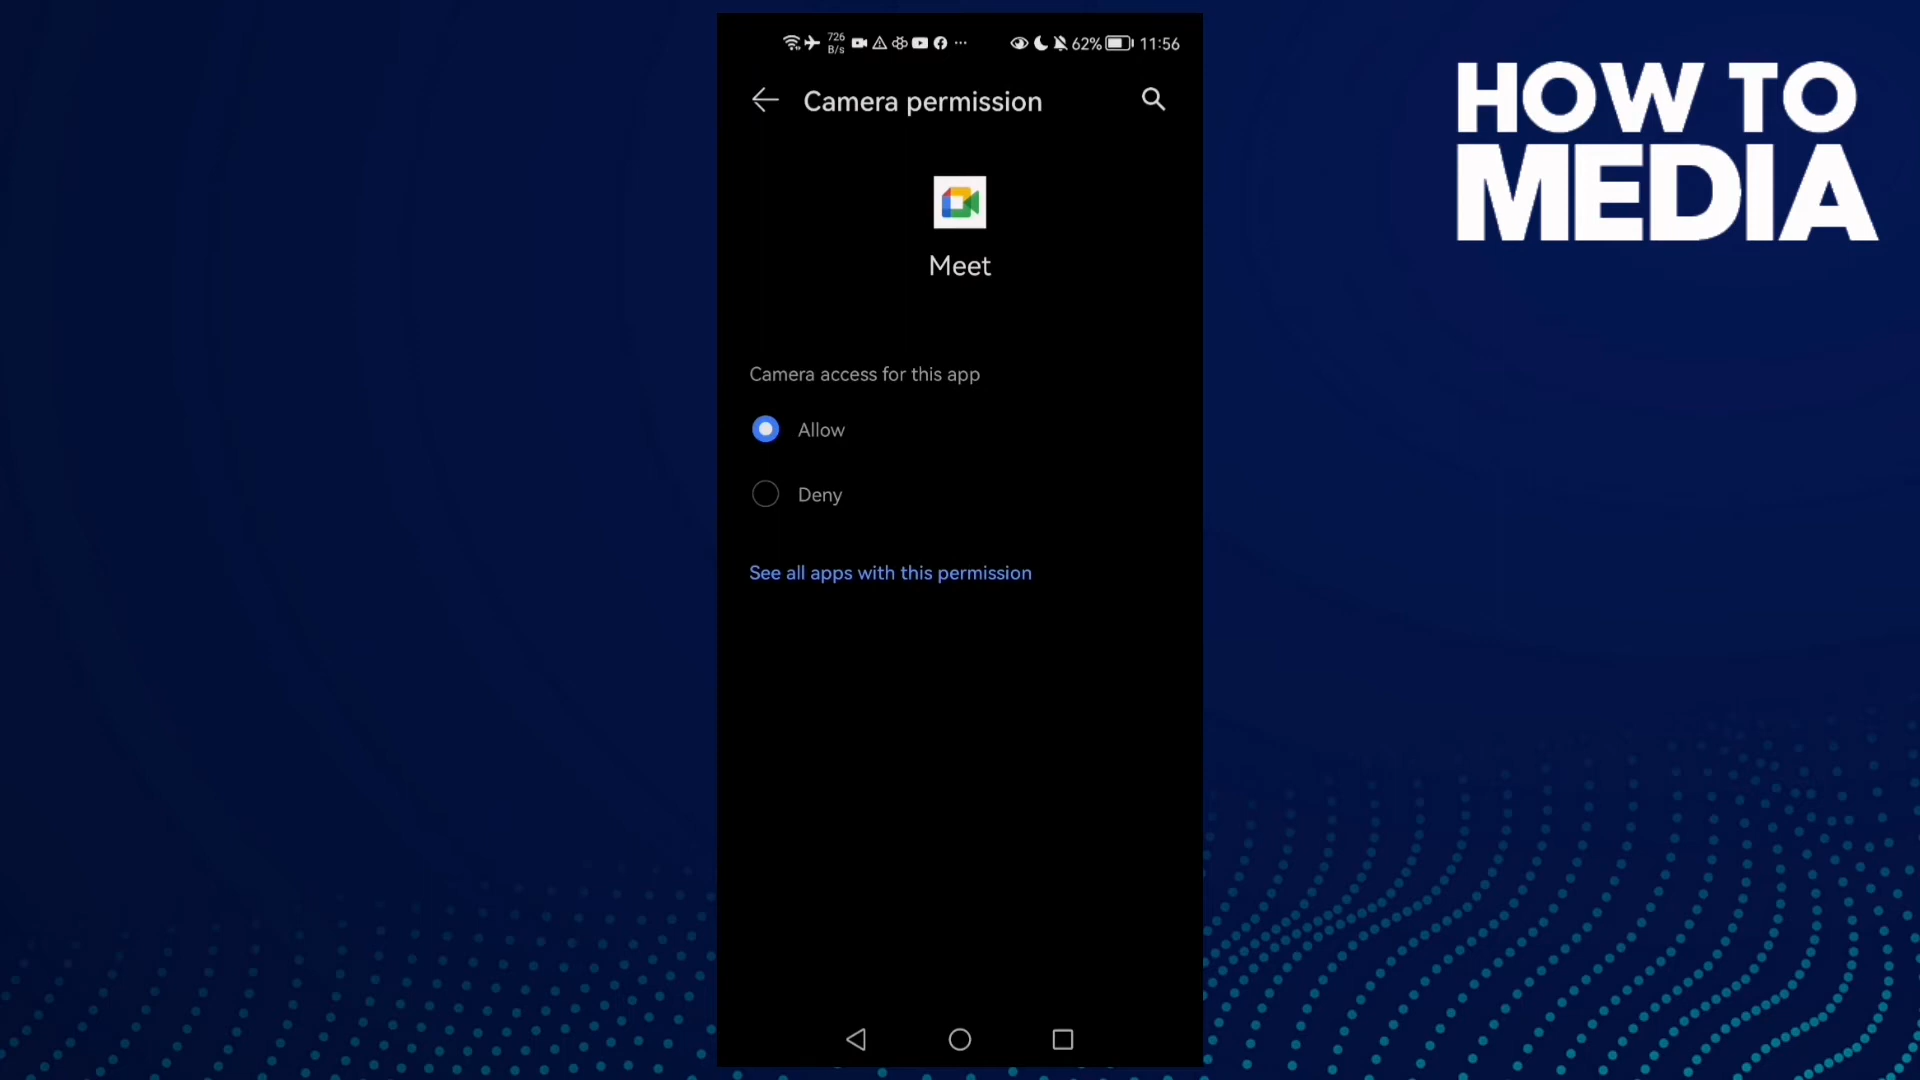 726
B/s
62%
11:56
Camera permission
HOW TO
MEDIA
Meet
Camera access for this app
Allow
Deny
See all apps with this permission